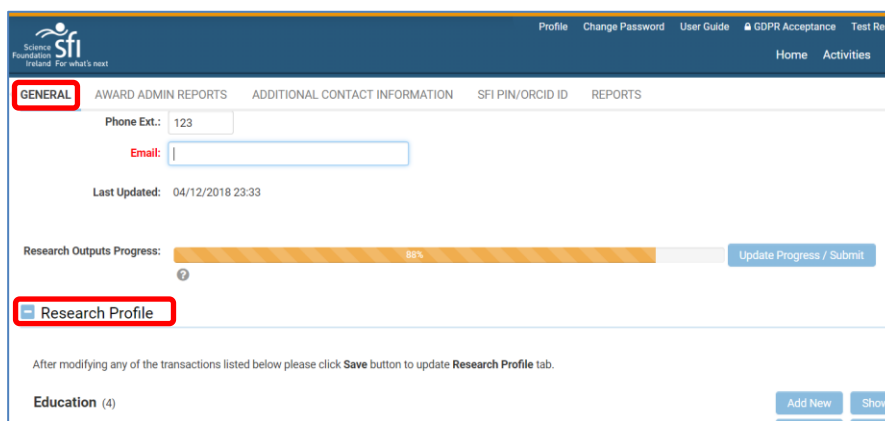 Profile Change Password User Guide GDPR Acceptance Test Re
Science
Foundation
Ireland For what's next
sfi
Home Activities
GENERAL AWARD ADMIN REPORTS ADDITIONAL CONTACT INFORMATION SFI PIN/ORCID ID REPORTS
Phone Ext.: 123
Email:
Last Updated: 04/12/2018 23:33
Research Outputs Progress: 88% Update Progress / Submit
?
Research Profile
After modifying any of the transactions listed below please click Save button to update Research Profile tab.
Education (4) Add New Show